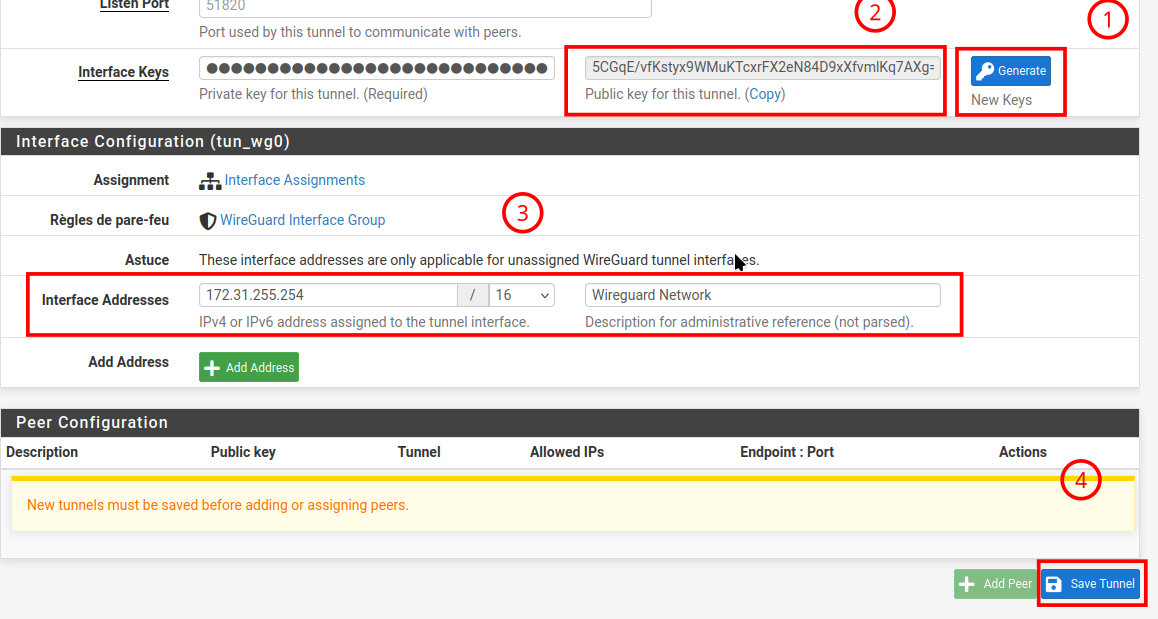 Listen Port
51820
2
1
Port used by this tunnel to communicate with peers.
Interface Keys
5CGqE/vfKstyx9WMuKTcxrFX2eN84D9xXfvmlKq7AXg=
Generate
Private key for this tunnel. (Required)
Public key for this tunnel. (Copy)
New Keys
Interface Configuration (tun_wg0)
Assignment
Interface Assignments
Règles de pare-feu
WireGuard Interface Group
3
Astuce
These interface addresses are only applicable for unassigned WireGuard tunnel interfaces.
Interface Addresses
172.31.255.254
/
16
Wireguard Network
IPv4 or IPv6 address assigned to the tunnel interface.
Description for administrative reference (not parsed).
Add Address
Add Address
Peer Configuration
Description
Public key
Tunnel
Allowed IPs
Endpoint : Port
Actions
4
New tunnels must be saved before adding or assigning peers.
Add Peer
Save Tunnel